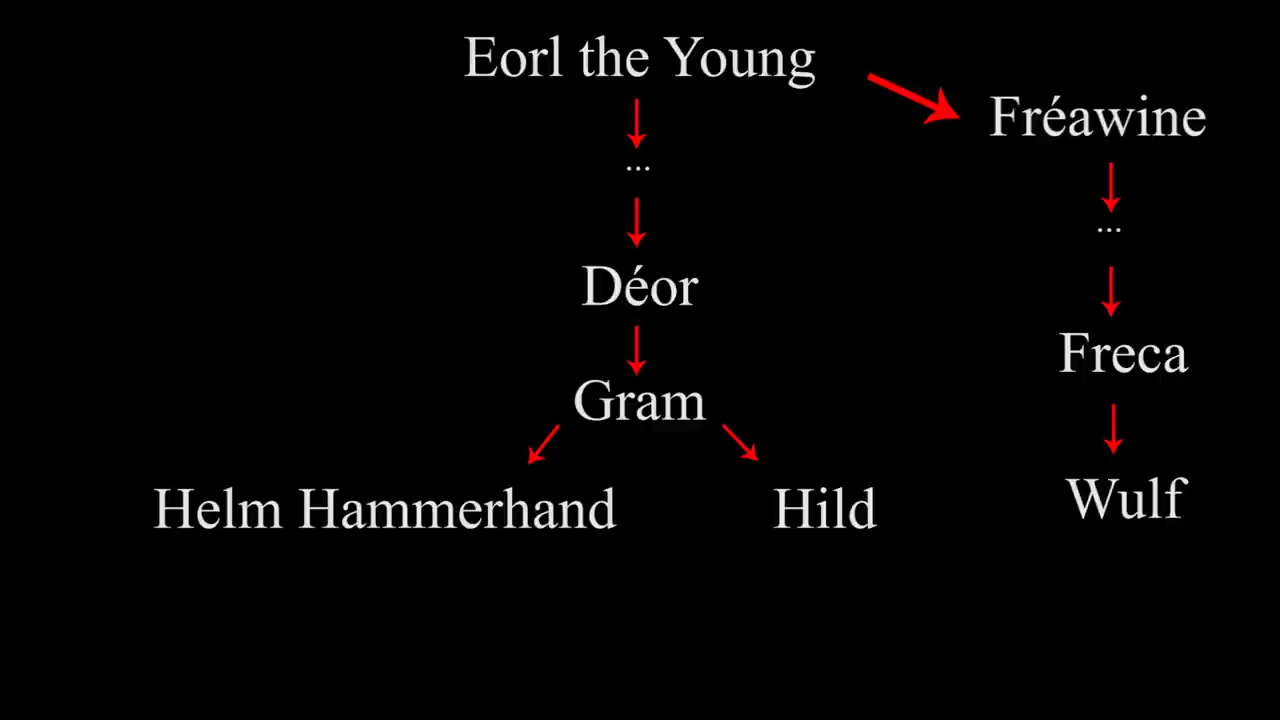 Eorl the Young
Fréawine
...
...
Déor
Freca
Gram
Helm Hammerhand
Hild
Wulf